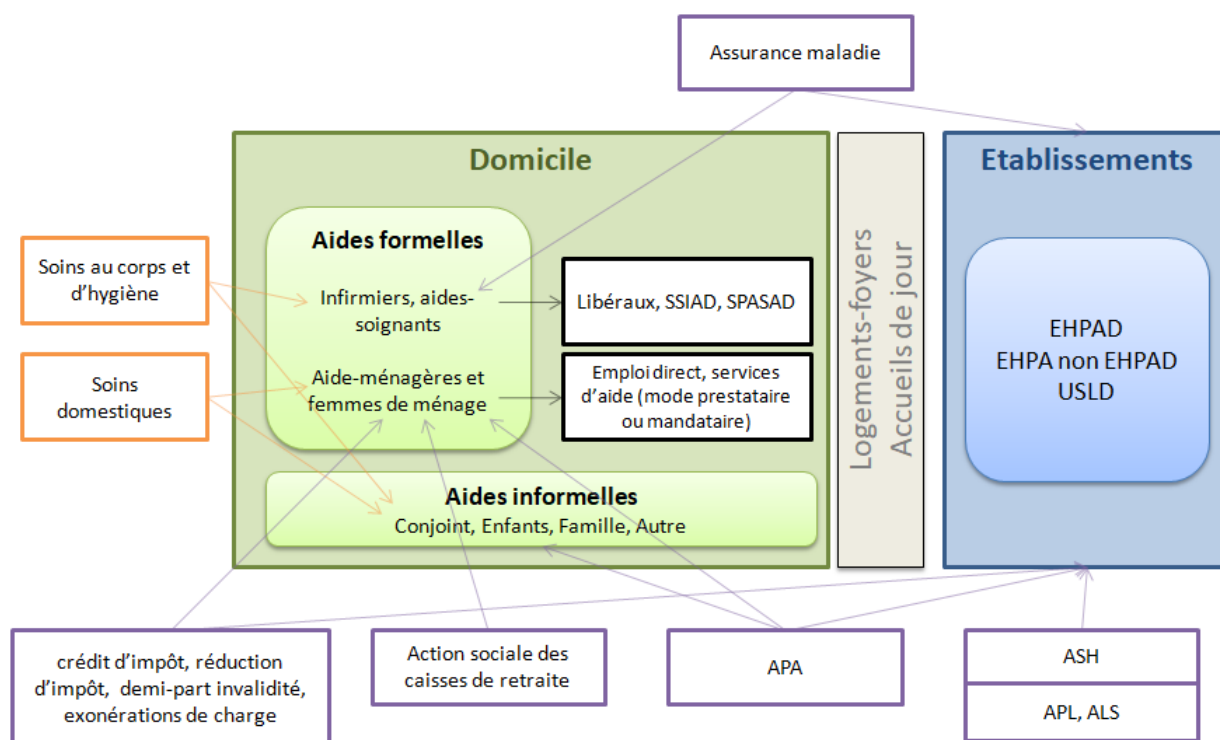 Assurance maladie
Domicile
Etablissements
Aides formelles
Soins au corps et
d’hygiène
Infirmiers, aides-
soignants
Libéraux, SSIAD, SPASAD
Soins
domestiques
Aide-ménagères et
femmes de ménage
Emploi direct, services
d’aide (mode prestataire
ou mandataire)
Aides informelles
Conjoint, Enfants, Famille, Autre
Logements-foyers
Accueils de jour
EHPAD
EHPA non EHPAD
USLD
crédit d’impôt, réduction
d’impôt, demi-part invalidité,
exonérations de charge
Action sociale des
caisses de retraite
APA
ASH
APL, ALS